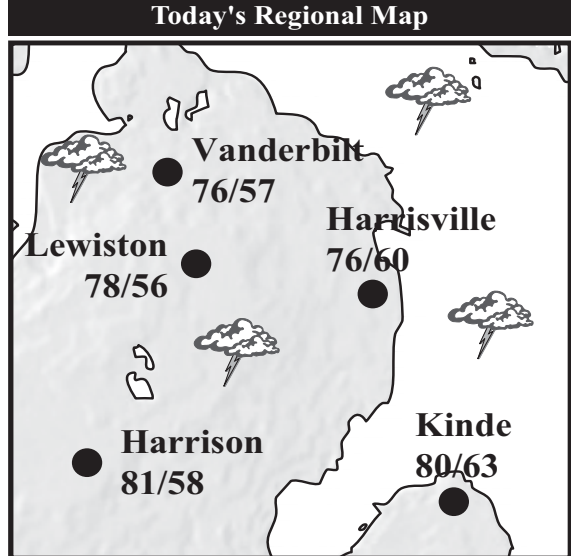 Today's Regional Map
Vanderbilt
76/57
Harrisville
76/60
Lewiston
78/56
Kinde
80/63
Harrison
81/58